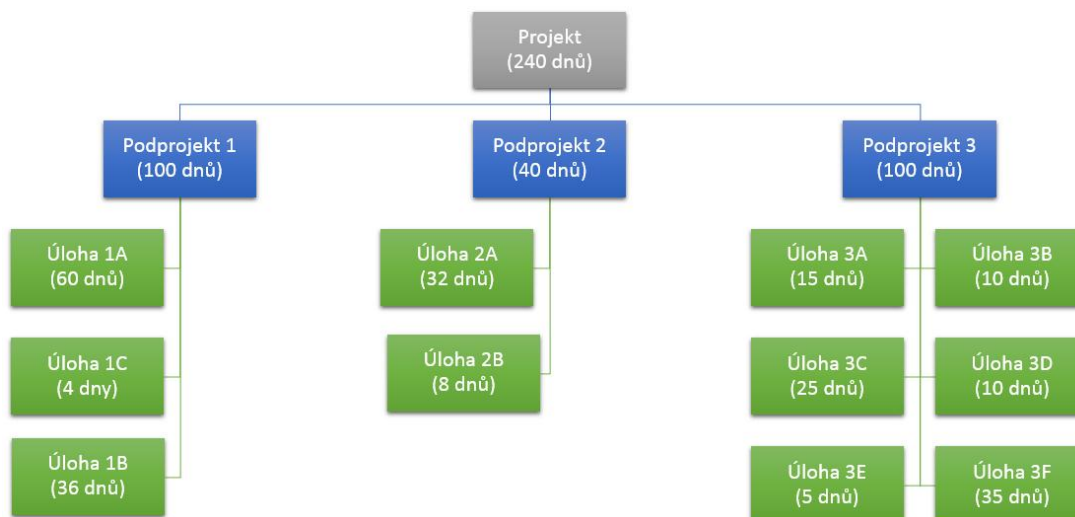 Projekt
(240 dnů)
Podprojekt 1
(100 dnů)
Podprojekt 2
(40 dnů)
Podprojekt 3
(100 dnů)
Úloha 1A
(60 dnů)
Úloha 1C
(4 dny)
Úloha 1B
(36 dnů)
Úloha 2A
(32 dnů)
Úloha 2B
(8 dnů)
Úloha 3A
(15 dnů)
Úloha 3B
(10 dnů)
Úloha 3C
(25 dnů)
Úloha 3D
(10 dnů)
Úloha 3E
(5 dnů)
Úloha 3F
(35 dnů)